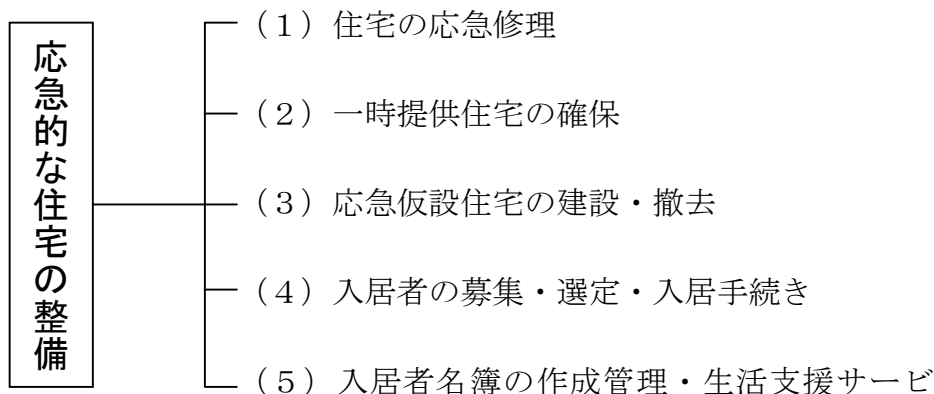 応急的な住宅の整備
（１）住宅の応急修理
（２）一時提供住宅の確保
（３）応急仮設住宅の建設・撤去
（４）入居者の募集・選定・入居手続き
（５）入居者名簿の作成管理・生活支援サービ